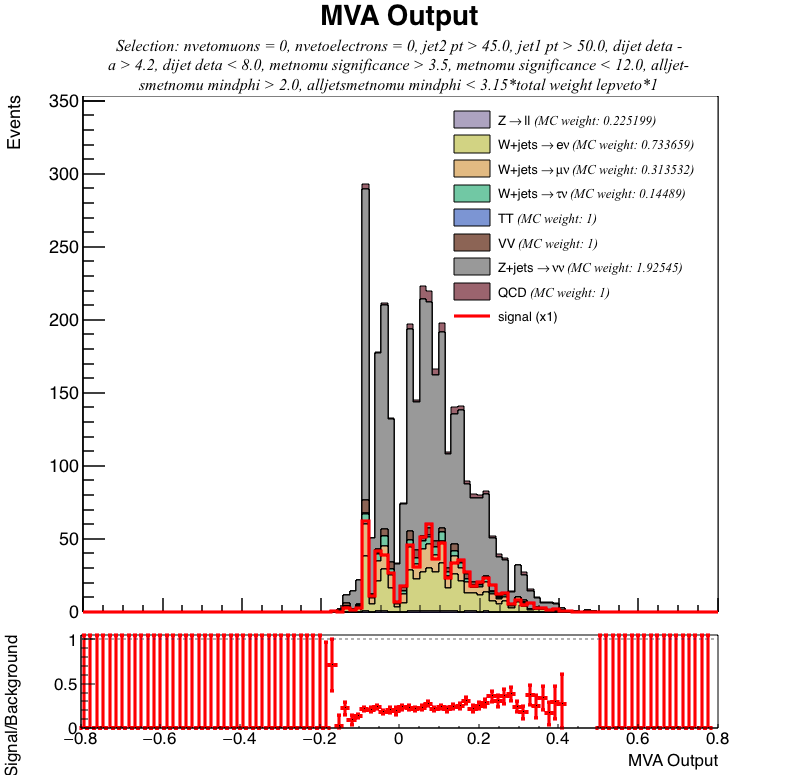 MVA Output
Selection: nvetomuons = 0, nvetoelectrons = 0, jet2 pt > 45.0, jet1 pt > 50.0, dijet deta -
a > 4.2, dijet deta < 8.0, metnomu significance > 3.5, metnomu significance < 12.0, alljet-
smetnomu mindphi > 2.0, alljetsmetnomu mindphi < 3.15*total weight lepveto*1
Events
350
300
250
200
150
100
50
0
Z→ll (MC weight: 0.225199)
W+jets→eν (MC weight: 0.733659)
W+jets→μν (MC weight: 0.313532)
W+jets→τν (MC weight: 0.14489)
TT (MC weight: 1)
VV (MC weight: 1)
Z+jets→νν (MC weight: 1.92545)
QCD (MC weight: 1)
signal (x1)
Signal/Background
1
0.5
0
−0.8 −0.6 −0.4 −0.2 0 0.2 0.4 0.6 0.8
MVA Output